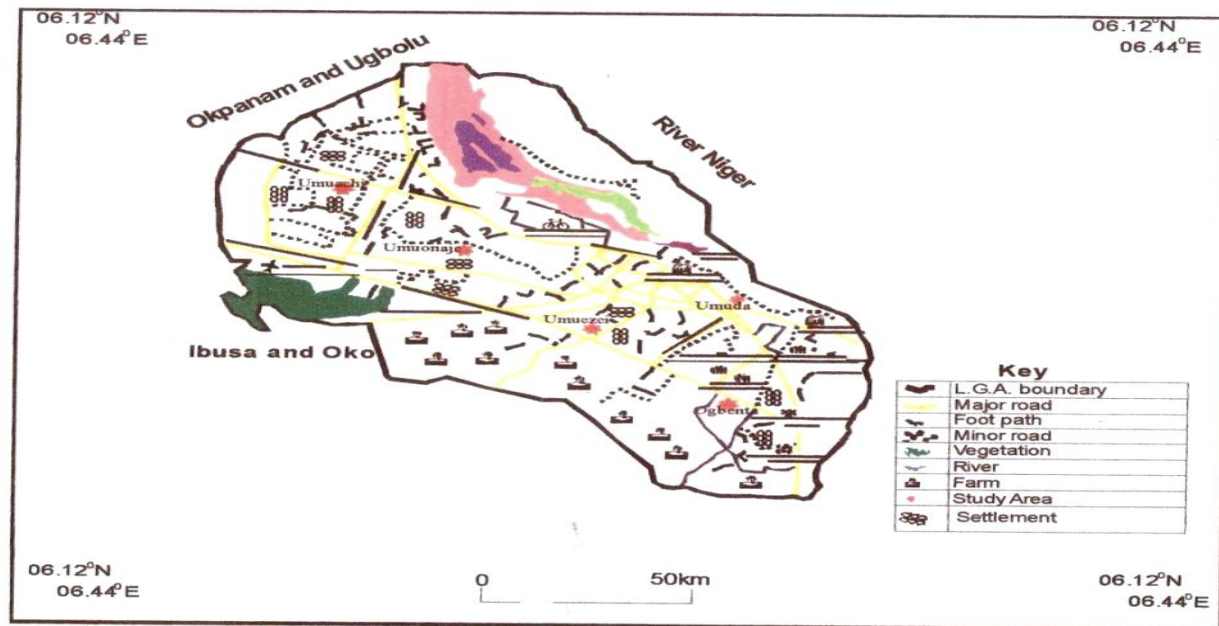 06.12°N
06.44°E
06.12°N
06.44°E
Okpanam and Ugbolu
River Niger
Umuachi
Umuonaje
Umuezei
Umuda
Ogbenta
Ibusa and Oko
Key
L.G.A. boundary
Major road
Foot path
Minor road
Vegetation
River
Farm
Study Area
Settlement
06.12°N
06.44°E
0 50km
06.12°N
06.44°E